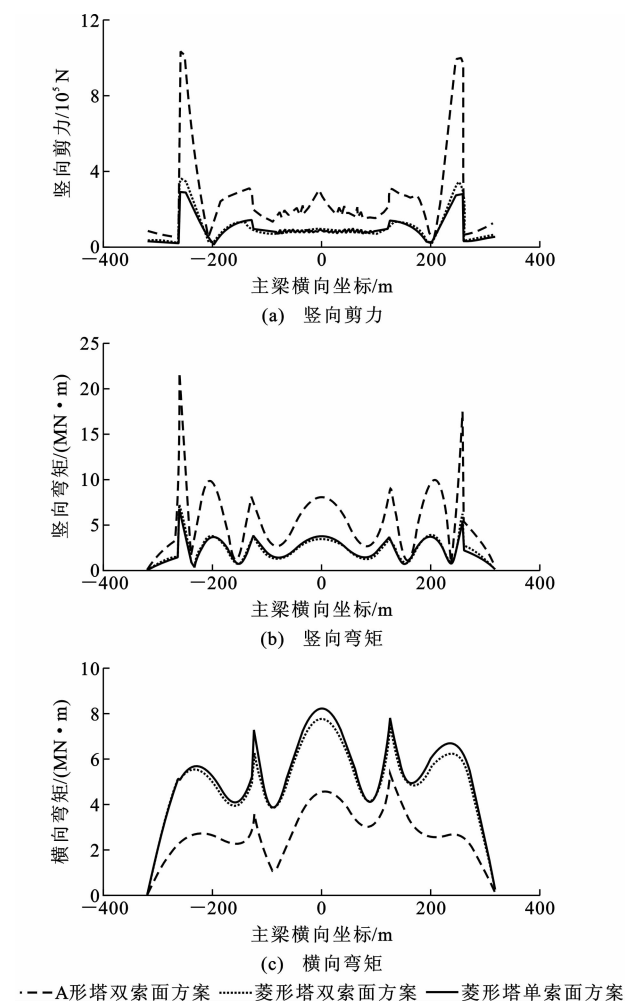 12
8
4
0
竖向剪力/10⁵ N
−400 −200 0 200 400
主梁横向坐标/m
(a) 竖向剪力
25
20
15
10
5
0
竖向弯矩/(MN·m)
−400 −200 0 200 400
主梁横向坐标/m
(b) 竖向弯矩
10
8
6
4
2
0
横向弯矩/(MN·m)
−400 −200 0 200 400
主梁横向坐标/m
(c) 横向弯矩
A形塔双索面方案 菱形塔双索面方案 菱形塔单索面方案